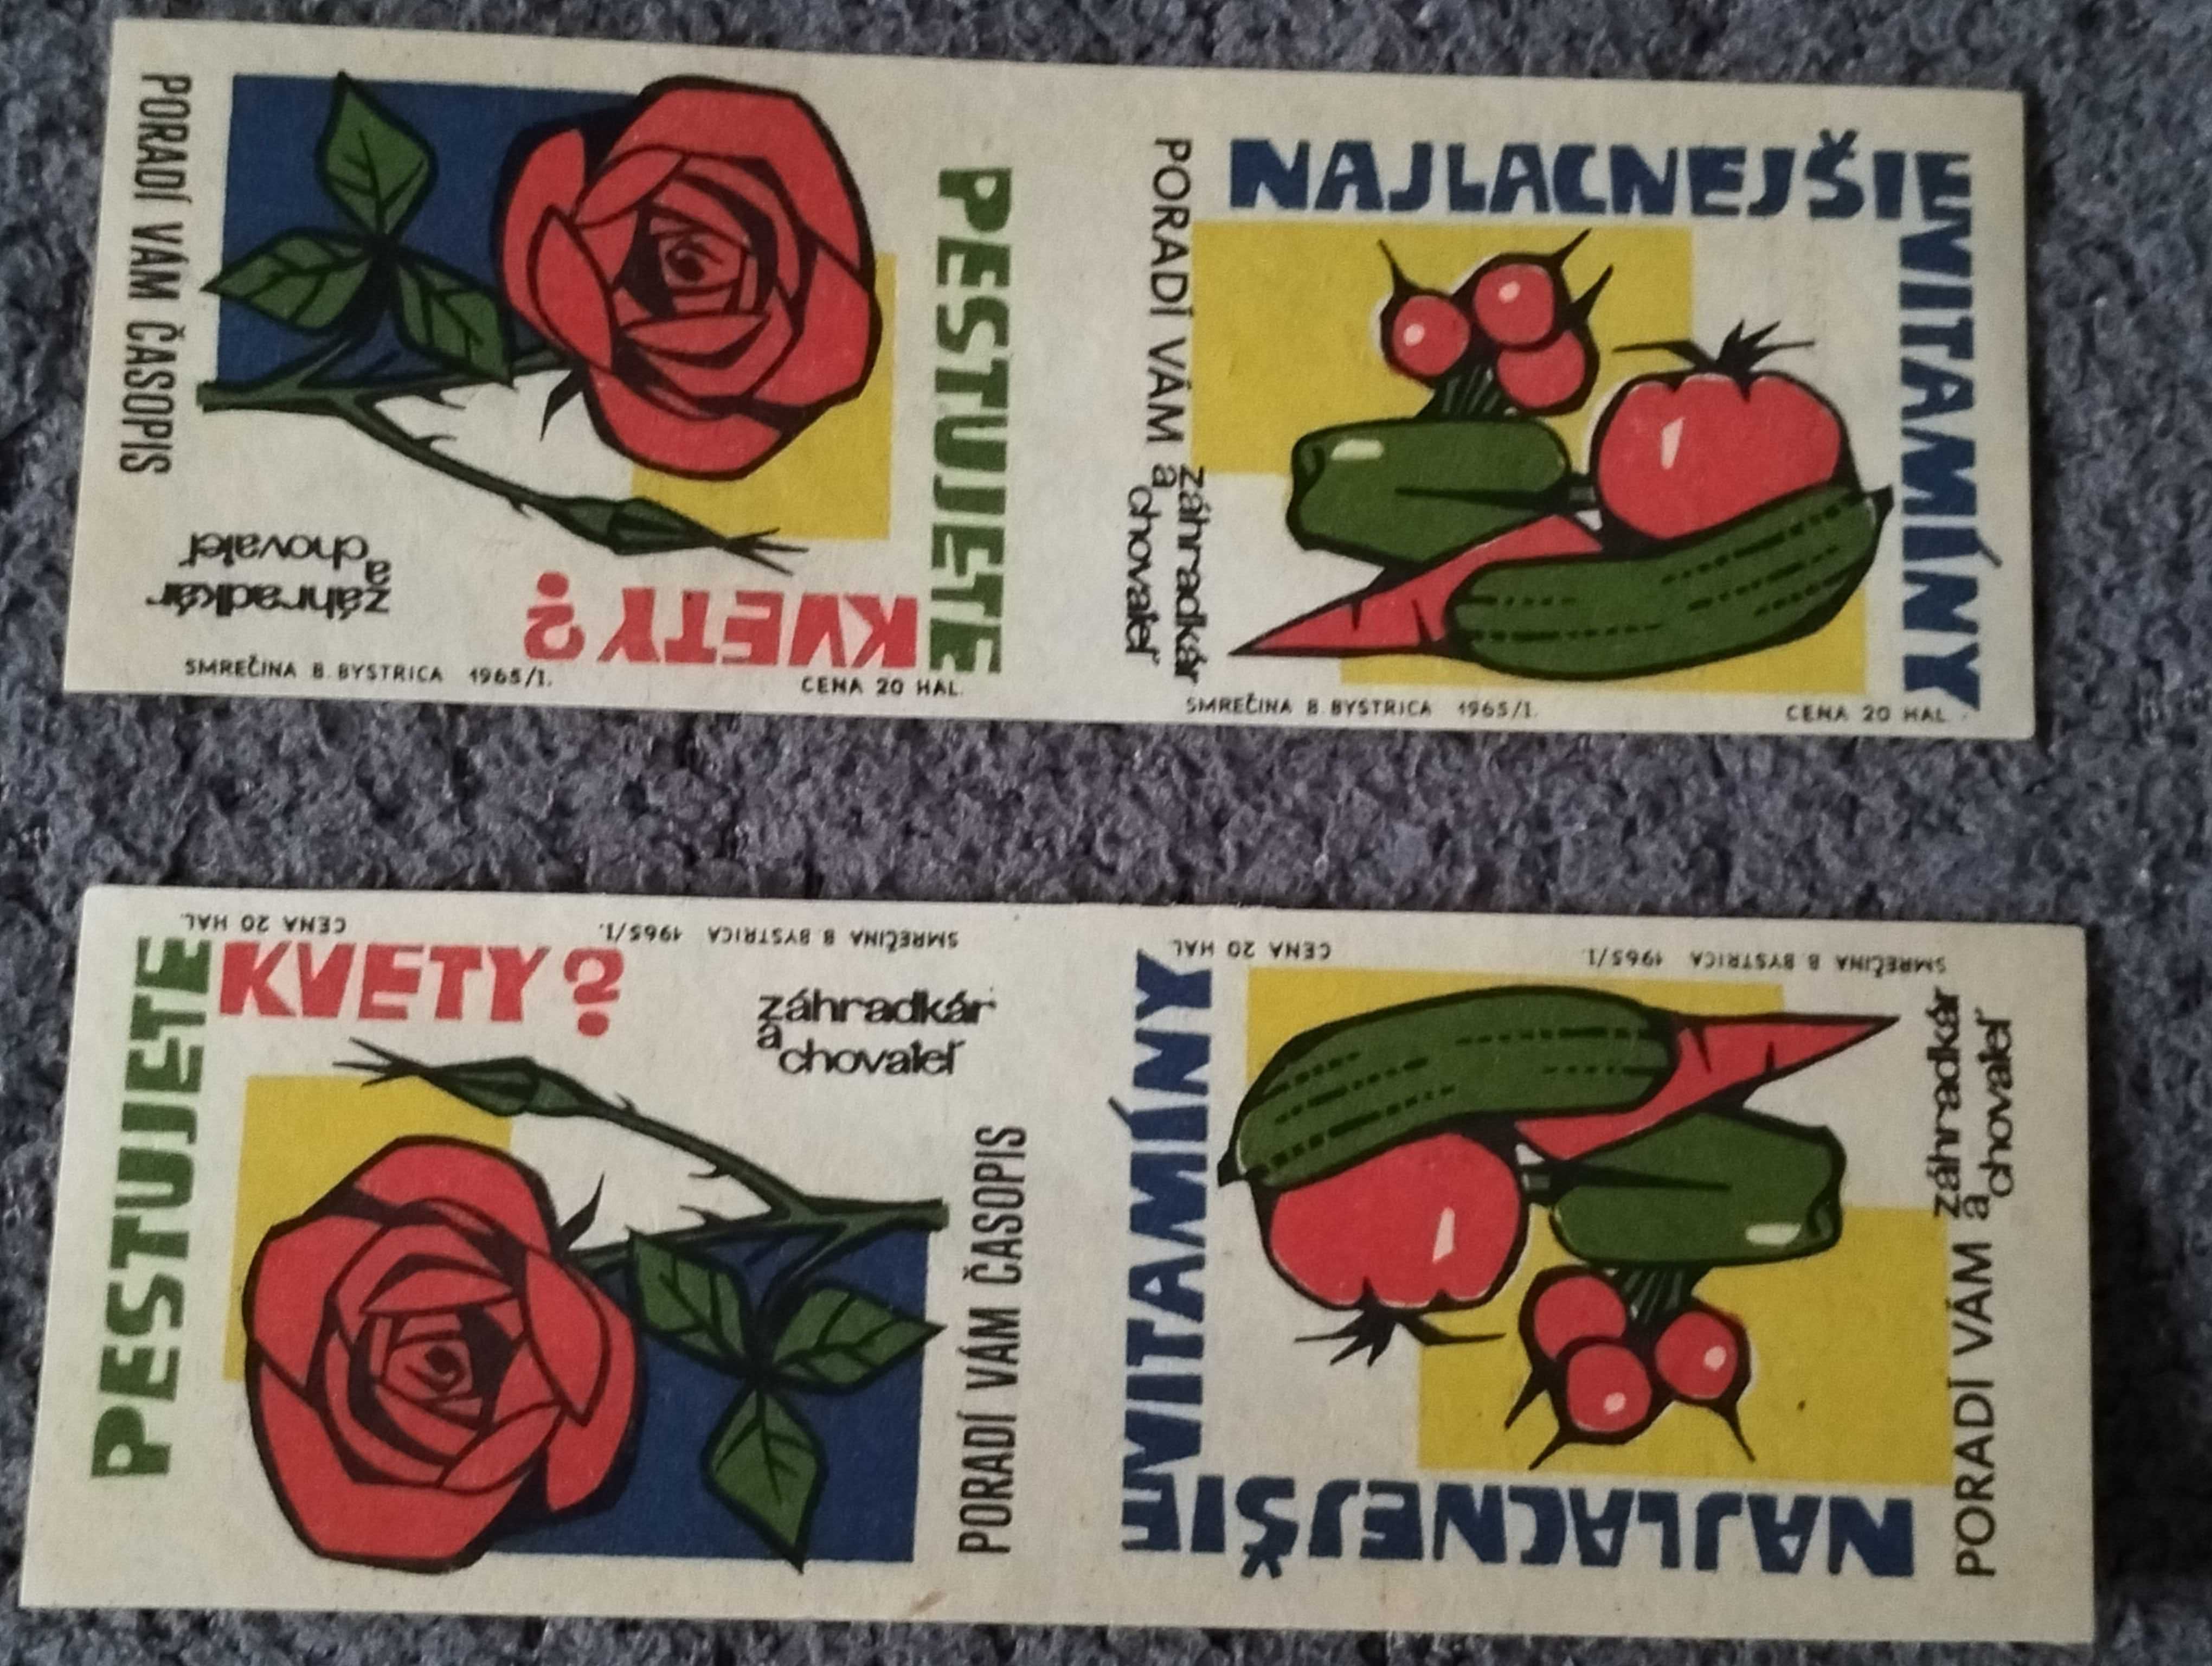 PESTUJETE
KVETY?
PORADÍ VÁM ČASOPIS
záhradkár
a
chovateľ
SMREČINA B. BYSTRICA 1965/I.
CENA 20 HAL.
NAJLACNEJŠIE
VITAMÍNY
PORADÍ VÁM
záhradkár
a
chovateľ
SMREČINA B. BYSTRICA 1965/I.
CENA 20 HAL.
PESTUJETE
KVETY?
PORADÍ VÁM ČASOPIS
záhradkár
a
chovateľ
SMREČINA B BYSTRICA 1965/I.
CENA 20 HAL.
NAJLACNEJŠIE
VITAMÍNY
PORADÍ VÁM
záhradkár
a
chovateľ
SMREČINA B BYSTRICA 1965/I.
CENA 20 HAL